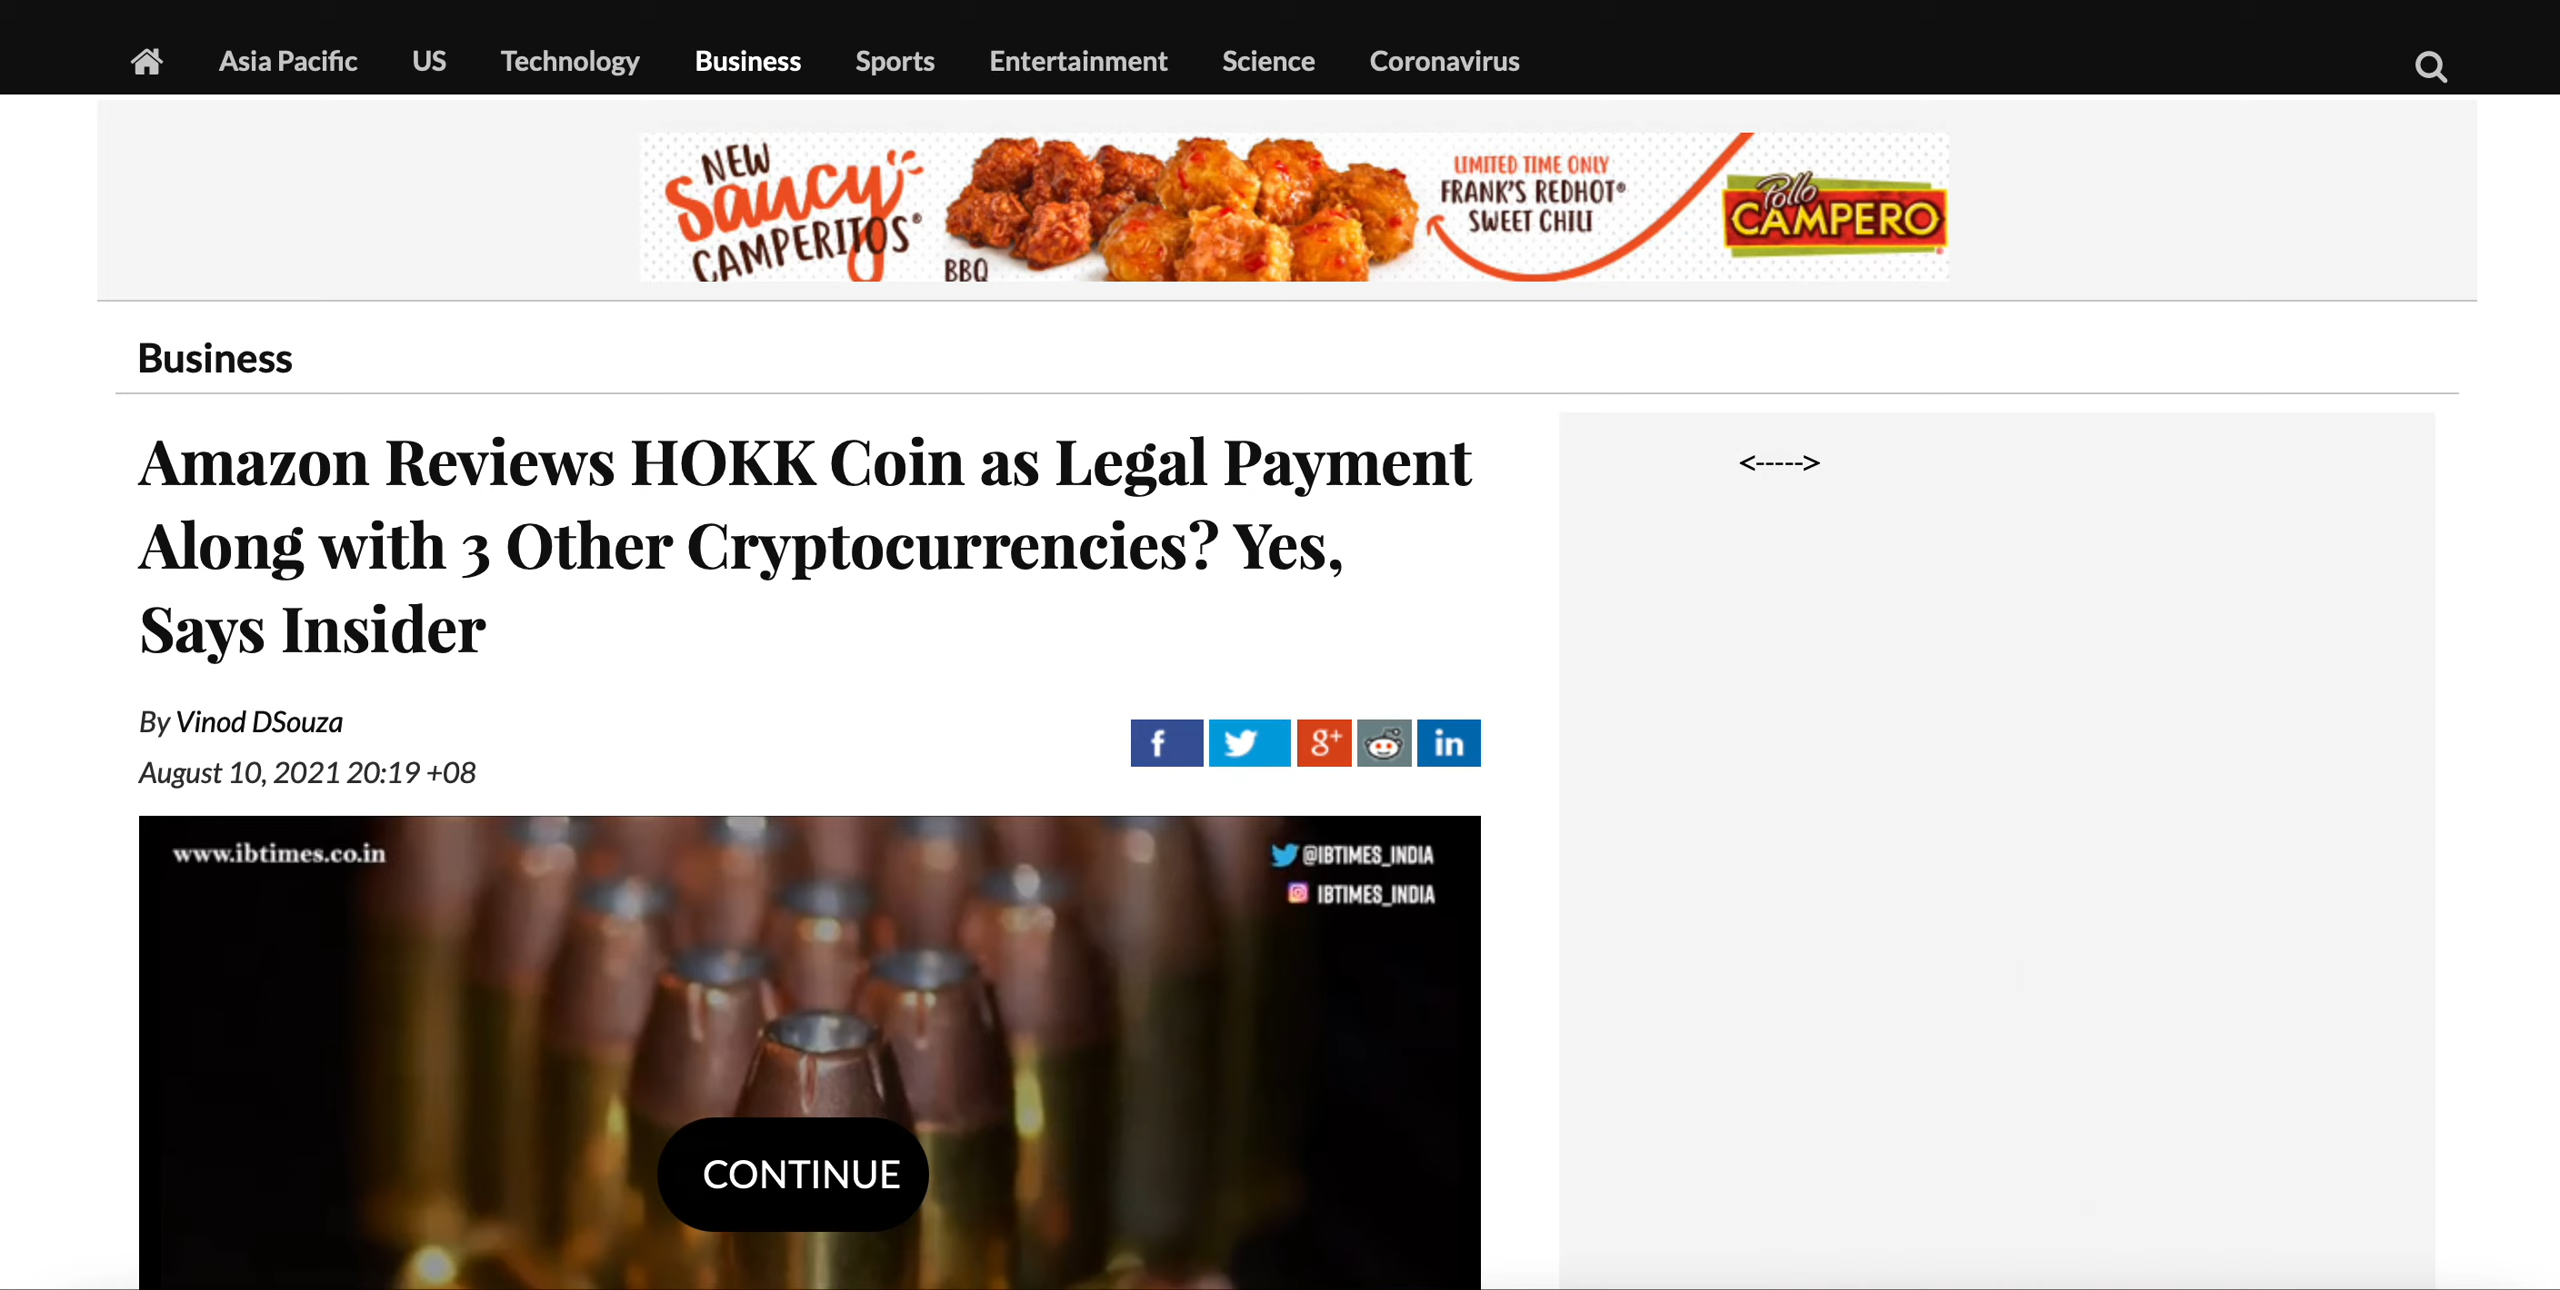 Asia Pacific US Technology Business Sports Entertainment Science Coronavirus
NEW
Saucy
CAMPERITOS®
BBQ
LIMITED TIME ONLY
FRANK'S REDHOT®
SWEET CHILI
Pollo
CAMPERO
Business
Amazon Reviews HOKK Coin as Legal Payment
Along with 3 Other Cryptocurrencies? Yes,
Says Insider
By Vinod DSouza
August 10, 2021 20:19 +08
f g+ in
<----->
www.ibtimes.co.in
@IBTIMES_INDIA
IBTIMES_INDIA
CONTINUE